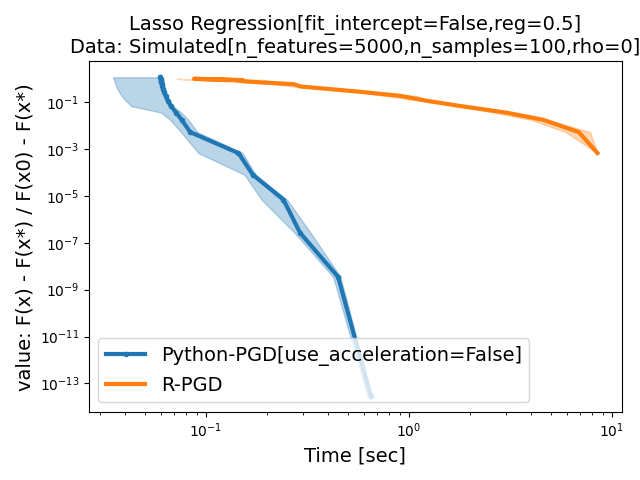 Lasso Regression[fit_intercept=False,reg=0.5]
Data: Simulated[n_features=5000,n_samples=100,rho=0]
value: F(x) - F(x*) / F(x0) - F(x*)
10⁻¹
10⁻³
10⁻⁵
10⁻⁷
10⁻⁹
10⁻¹¹
10⁻¹³
Python-PGD[use_acceleration=False]
R-PGD
10⁻¹ 10⁰ 10¹
Time [sec]